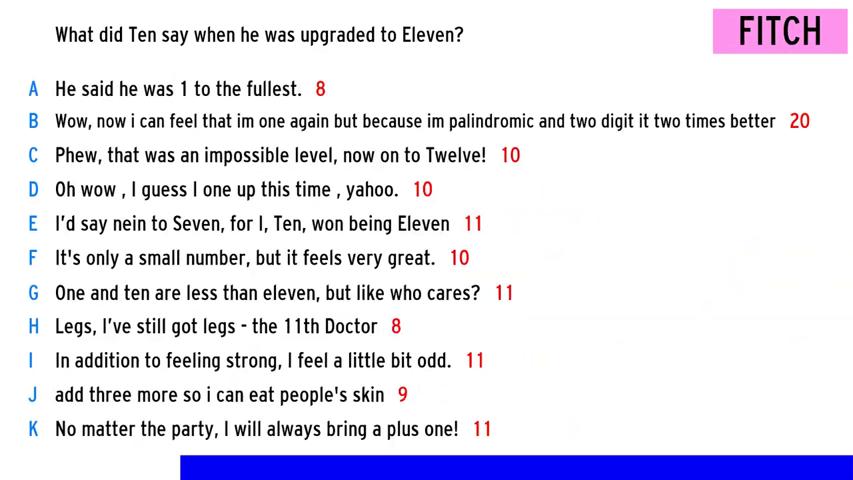 What did Ten say when he was upgraded to Eleven?
FITCH
A He said he was 1 to the fullest. 8
B Wow, now i can feel that im one again but because im palindromic and two digit it two times better 20
C Phew, that was an impossible level, now on to Twelve! 10
D Oh wow , I guess I one up this time , yahoo. 10
E I'd say nein to Seven, for I, Ten, won being Eleven 11
F It's only a small number, but it feels very great. 10
G One and ten are less than eleven, but like who cares? 11
H Legs, I've still got legs - the 11th Doctor 8
I In addition to feeling strong, I feel a little bit odd. 11
J add three more so i can eat people's skin 9
K No matter the party, I will always bring a plus one! 11